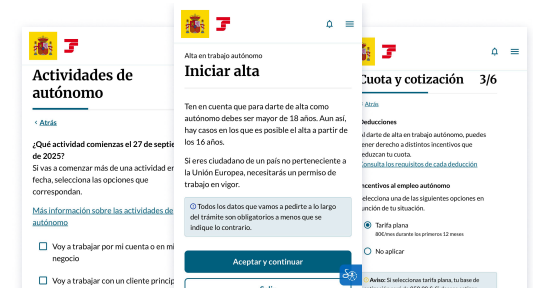 Actividades de
autónomo
Atrás
¿Qué actividad comienzas el 27 de septie
de 2025?
Si vas a comenzar más de una actividad en
fecha, selecciona las opciones que
correspondan.
Más información sobre las actividades de
autónomo
Voy a trabajar por mi cuenta o en mi
negocio
Voy a trabajar con un cliente princip
Alta en trabajo autónomo
Iniciar alta
Ten en cuenta que para darte de alta como
autónomo debes ser mayor de 18 años. Aun así,
hay casos en los que es posible el alta a partir de
los 16 años.
Si eres ciudadano de un país no perteneciente a
la Unión Europea, necesitarás un permiso de
trabajo en vigor.
Todos los datos que vamos a pedirte a lo largo
del trámite son obligatorios a menos que se
indique lo contrario.
Aceptar y continuar
Cuota y cotización 3/6
Atrás
Deducciones
al darte de alta en trabajo autónomo, puedes
tener derecho a distintos incentivos que
reduzcan tu cuota.
Consulta los requisitos de cada deducción
Incentivos al empleo autónomo
Selecciona una de las siguientes opciones en
función de tu situación.
Tarifa plana
80€/mes durante los primeros 12 meses
No aplicar
Aviso: Si seleccionas tarifa plana, tu base de